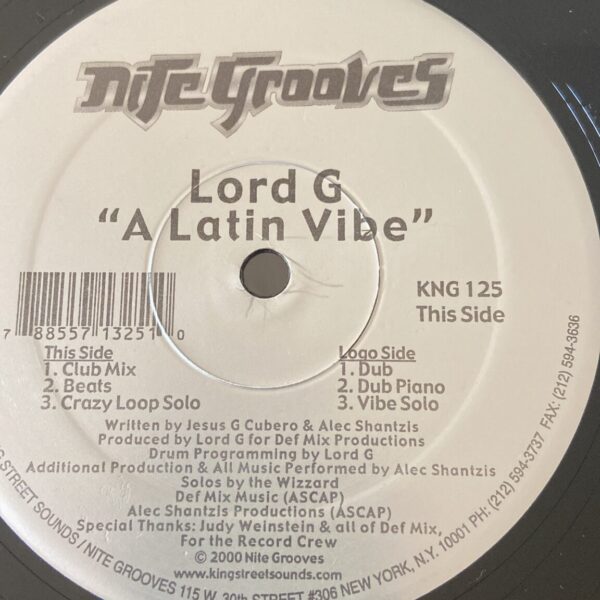 Nite Grooves
Lord G
“A Latin Vibe”
KNG 125
This Side
7 88557 13251 0
This Side
1. Club Mix
2. Beats
3. Crazy Loop Solo
Logo Side
1. Dub
2. Dub Piano
3. Vibe Solo
Written by Jesus G Cubero & Alec Shantzis
Produced by Lord G for Def Mix Productions
Drum Programming by Lord G
Additional Production & All Music Performed by Alec Shantzis
Solos by the Wizzard
Def Mix Music (ASCAP)
Alec Shantzis Productions (ASCAP)
Special Thanks: Judy Weinstein & all of Def Mix,
For the Record Crew
© 2000 Nite Grooves
www.kingstreetsounds.com
STREET SOUNDS / NITE GROOVES 115 W. 30th STREET #306 NEW YORK, N.Y. 10001 PH: (212) 594-3737 FAX: (212) 594-3636